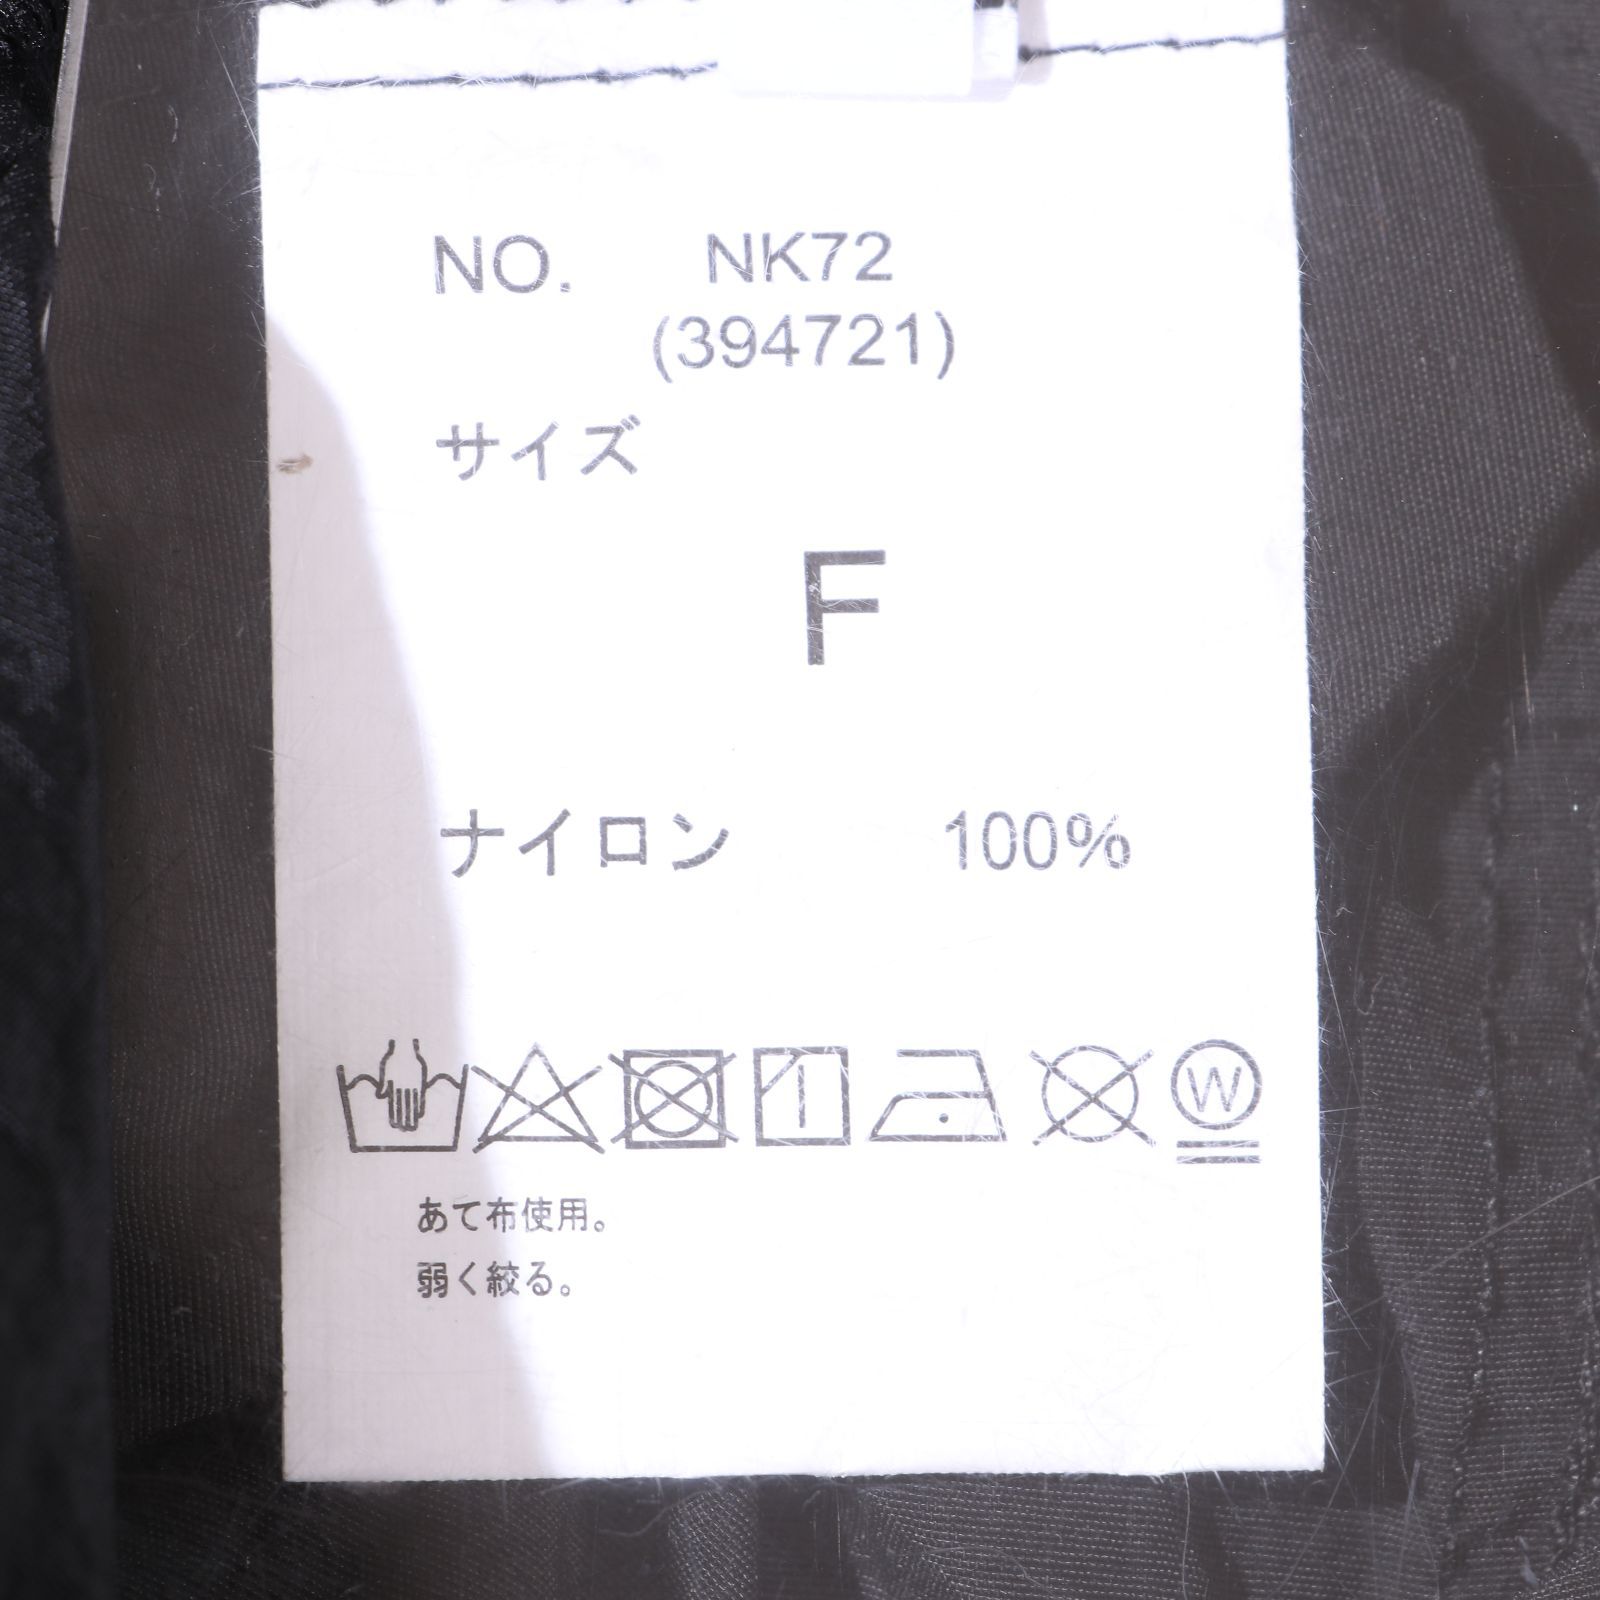 NO. NK72
(394721)
サイズ
F
ナイロン 100%
W
あて布使用。
弱く絞る。